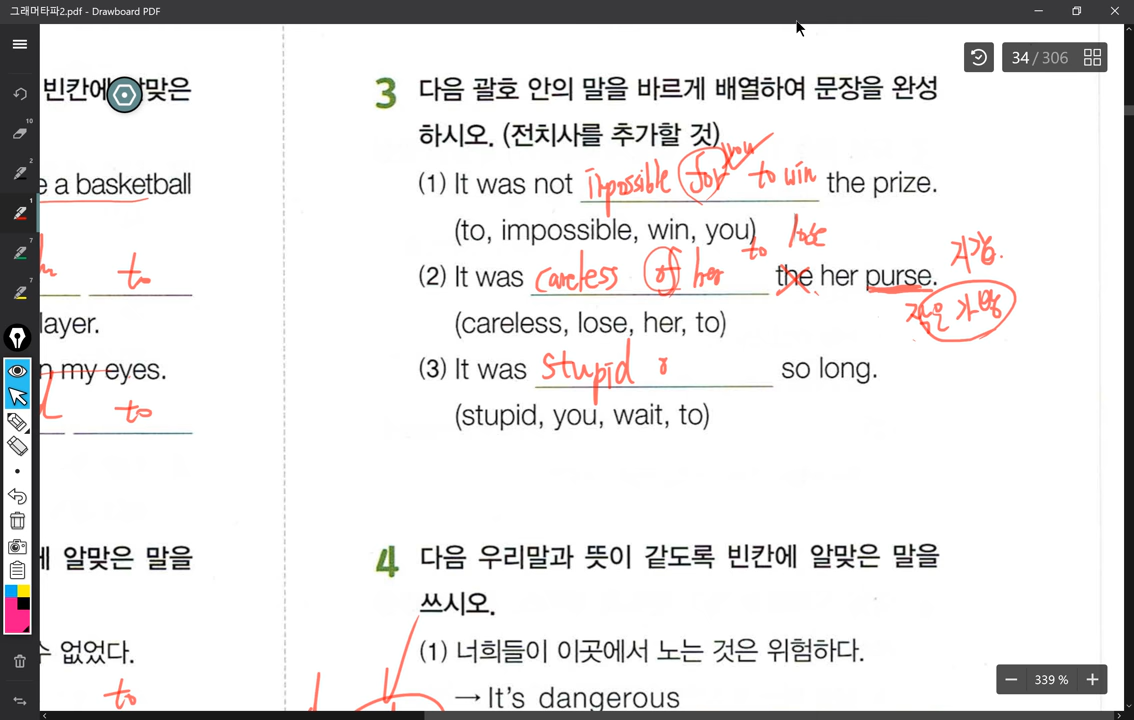 그래머타파2.pdf - Drawboard PDF
34 / 306
빈칸에 알맞은
e a basketball
to
layer.
n my eyes.
to
에 알맞은 말을
수 없었다.
to
3 다음 괄호 안의 말을 바르게 배열하여 문장을 완성
하시오. (전치사를 추가할 것)
(1) It was not impossible for you to win the prize.
(to, impossible, win, you)
to lose
(2) It was careless of her the her purse.
지갑.
작은 가방
(careless, lose, her, to)
(3) It was stupid so long.
(stupid, you, wait, to)
4 다음 우리말과 뜻이 같도록 빈칸에 알맞은 말을
쓰시오.
(1) 너희들이 이곳에서 노는 것은 위험하다.
→ It's dangerous
339 %
10
2
1
7
7